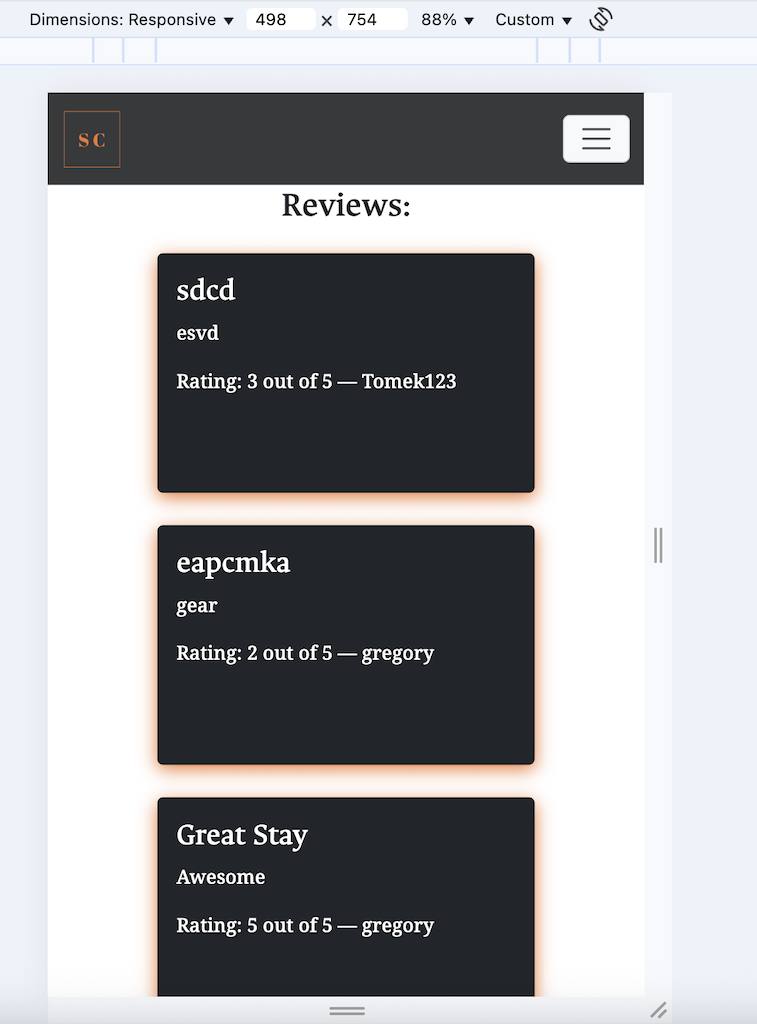 Dimensions: Responsive ▼ 498 x 754 88% ▼ Custom ▼
SC
Reviews:
sdcd
esvd
Rating: 3 out of 5 — Tomek123
eapcmka
gear
Rating: 2 out of 5 — gregory
Great Stay
Awesome
Rating: 5 out of 5 — gregory